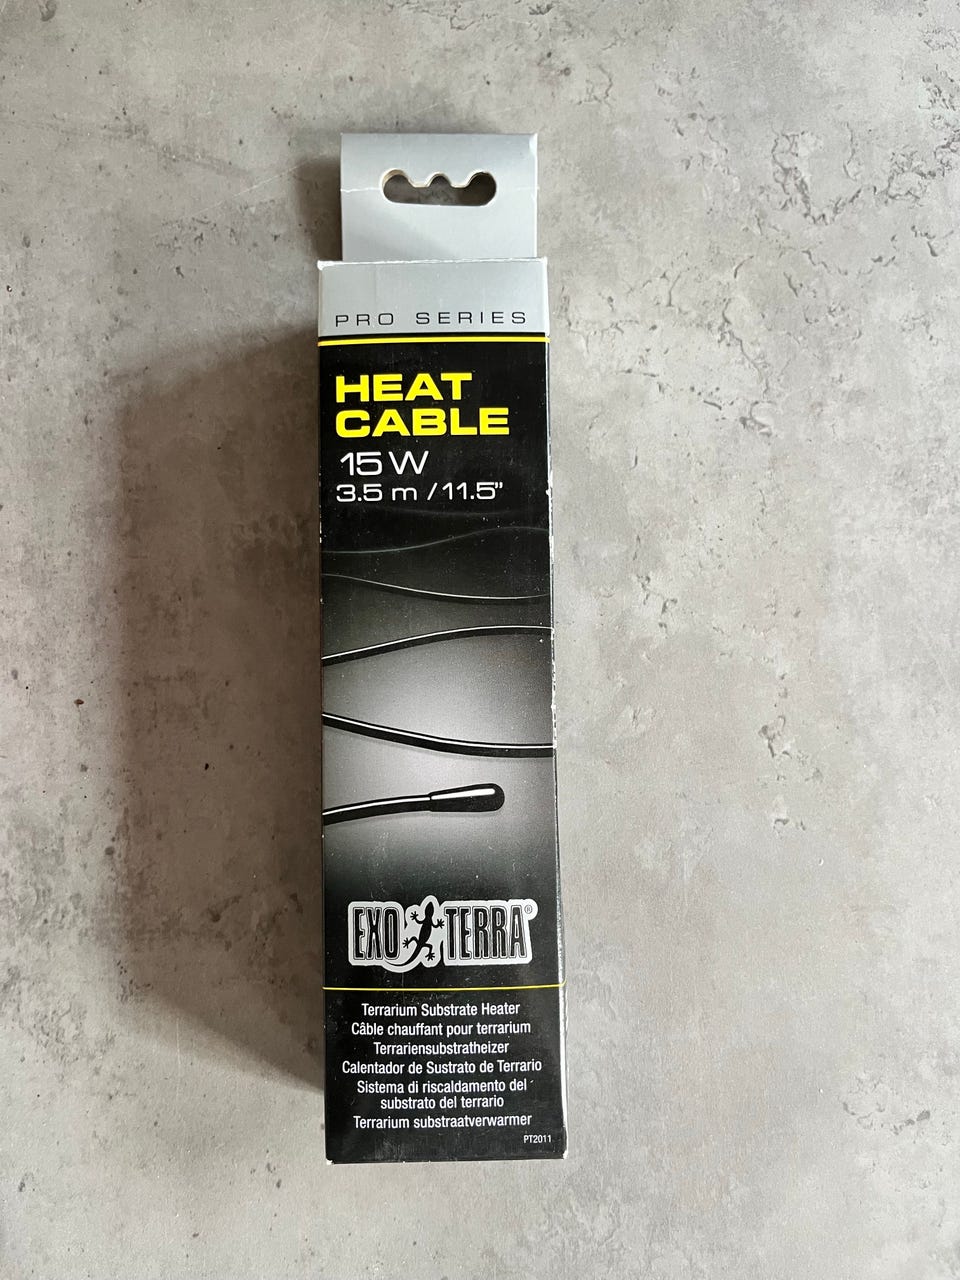 PRO SERIES
HEAT
CABLE
15 W
3.5 m / 11.5”
EXO TERRA®
Terrarium Substrate Heater
Câble chauffant pour terrarium
Terrariensubstratheizer
Calentador de Sustrato de Terrario
Sistema di riscaldamento del
substrato del terrario
Terrarium substraatverwarmer
PT2011